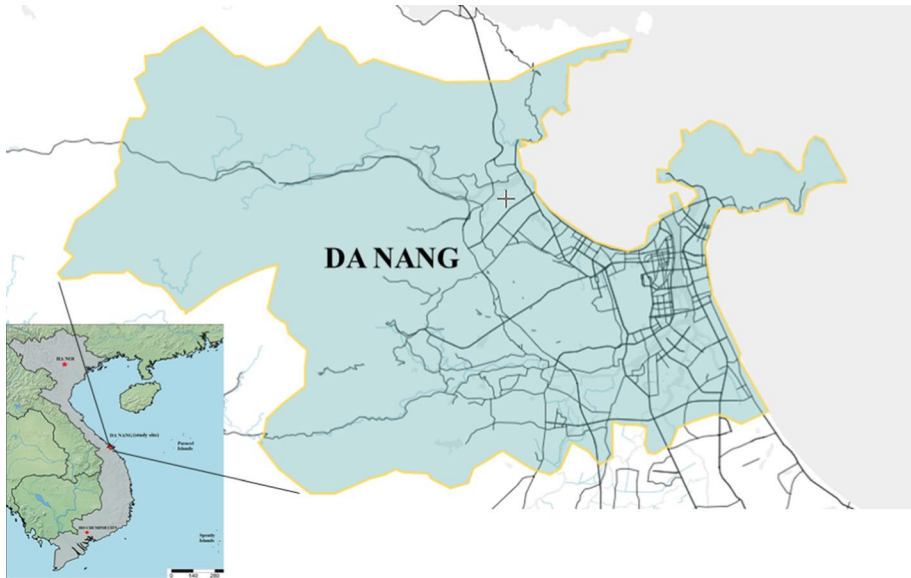 DA NANG
HA NOI
DA NANG (study site)
Paracel
Islands
HO CHI MINH CITY
Spratly
Islands
0 140 280